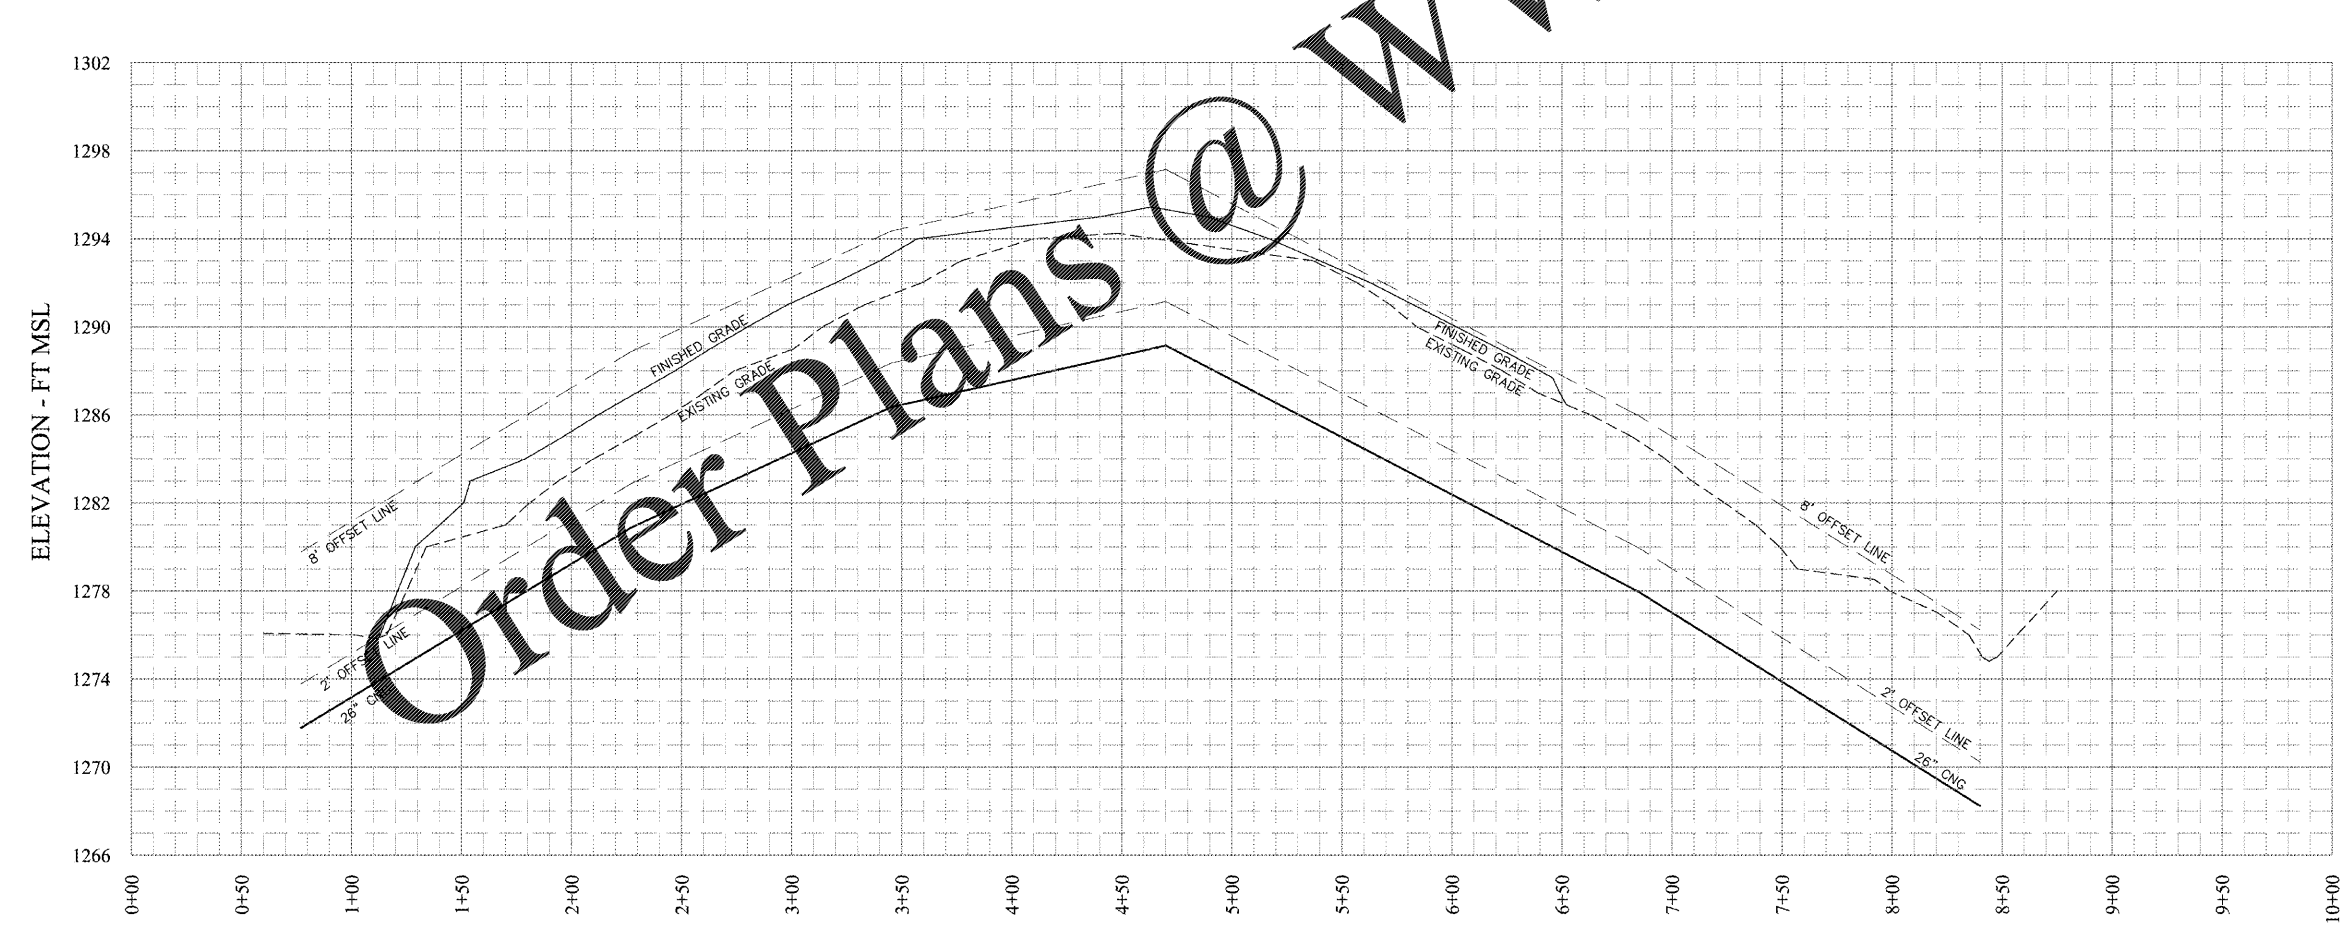 1302
1298
1294
1290
1286
1282
1278
1274
1270
1266
ELEVATION - FT MSL
Order Plans @
8' OFFSET LINE
2' OFFSET LINE
26" CNG
FINISHED GRADE
EXISTING GRADE
FINISHED GRADE
EXISTING GRADE
8' OFFSET LINE
2' OFFSET LINE
26" CNG
0+00
0+50
1+00
1+50
2+00
2+50
3+00
3+50
4+00
4+50
5+00
5+50
6+00
6+50
7+00
7+50
8+00
8+50
9+00
9+50
10+00